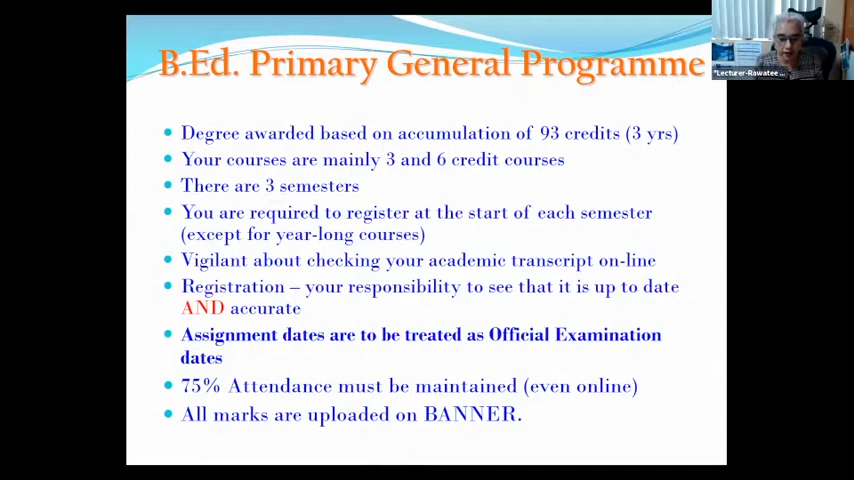 B.Ed. Primary General Programme
*Lecturer-Rawatee ...
Degree awarded based on accumulation of 93 credits (3 yrs)
Your courses are mainly 3 and 6 credit courses
There are 3 semesters
You are required to register at the start of each semester
(except for year-long courses)
Vigilant about checking your academic transcript on-line
Registration – your responsibility to see that it is up to date
AND accurate
Assignment dates are to be treated as Official Examination
dates
75% Attendance must be maintained (even online)
All marks are uploaded on BANNER.